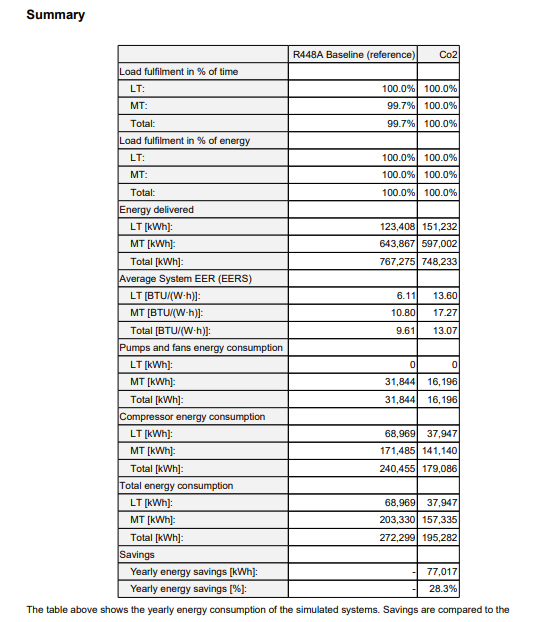 Summary
R448A Baseline (reference) Co2
Load fulfilment in % of time
LT: 100.0% 100.0%
MT: 99.7% 100.0%
Total: 99.7% 100.0%
Load fulfilment in % of energy
LT: 100.0% 100.0%
MT: 100.0% 100.0%
Total: 100.0% 100.0%
Energy delivered
LT [kWh]: 123,408 151,232
MT [kWh]: 643,867 597,002
Total [kWh]: 767,275 748,233
Average System EER (EERS)
LT [BTU/(W·h)]: 6.11 13.60
MT [BTU/(W·h)]: 10.80 17.27
Total [BTU/(W·h)]: 9.61 13.07
Pumps and fans energy consumption
LT [kWh]: 0 0
MT [kWh]: 31,844 16,196
Total [kWh]: 31,844 16,196
Compressor energy consumption
LT [kWh]: 68,969 37,947
MT [kWh]: 171,485 141,140
Total [kWh]: 240,455 179,086
Total energy consumption
LT [kWh]: 68,969 37,947
MT [kWh]: 203,330 157,335
Total [kWh]: 272,299 195,282
Savings
Yearly energy savings [kWh]: - 77,017
Yearly energy savings [%]: - 28.3%
The table above shows the yearly energy consumption of the simulated systems. Savings are compared to the